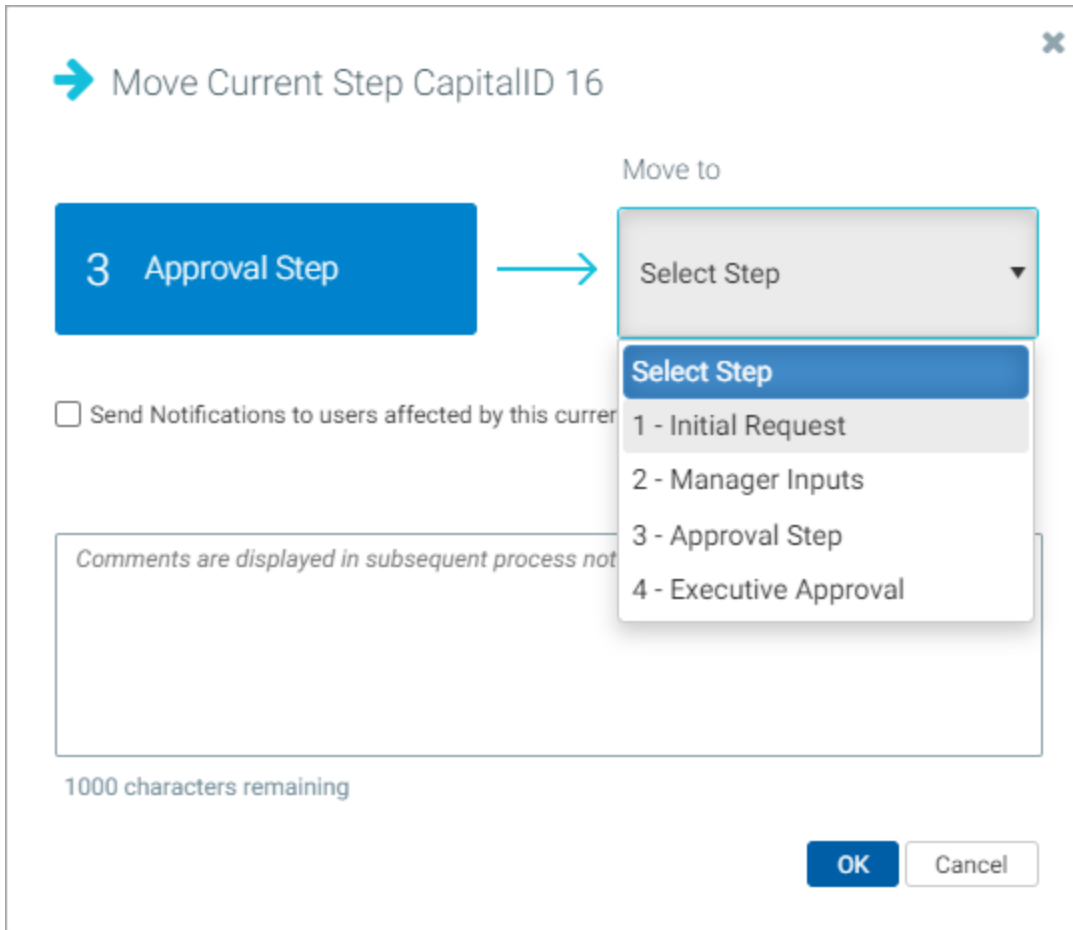 Move Current Step CapitalID 16
Move to
3 Approval Step
Select Step
Select Step
Send Notifications to users affected by this curren
1 - Initial Request
2 - Manager Inputs
3 - Approval Step
4 - Executive Approval
Comments are displayed in subsequent process not
1000 characters remaining
OK
Cancel